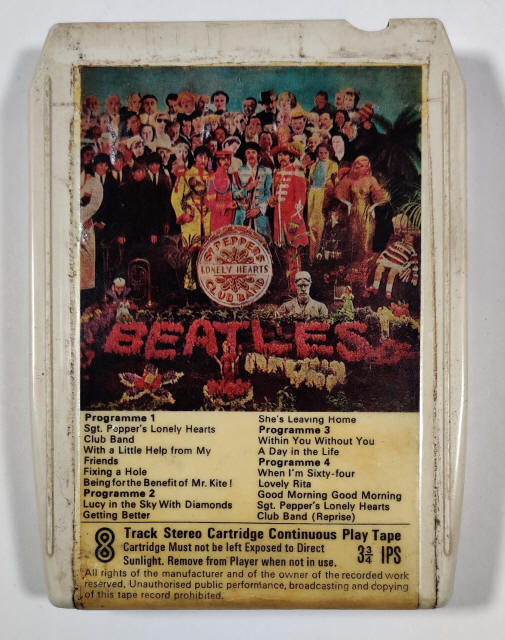 SGT PEPPERS
LONELY HEARTS
CLUB BAND
BEATLES
Programme 1
Sgt. Pepper's Lonely Hearts
Club Band
With a Little Help from My
Friends
Fixing a Hole
Being for the Benefit of Mr. Kite!
Programme 2
Lucy in the Sky With Diamonds
Getting Better
She's Leaving Home
Programme 3
Within You Without You
A Day in the Life
Programme 4
When I'm Sixty-four
Lovely Rita
Good Morning Good Morning
Sgt. Pepper's Lonely Hearts
Club Band (Reprise)
8 Track Stereo Cartridge Continuous Play Tape
Cartridge Must not be left Exposed to Direct
Sunlight. Remove from Player when not in use.
3¾ IPS
All rights of the manufacturer and of the owner of the recorded work
reserved. Unauthorised public performance, broadcasting and copying
of this tape record prohibited.